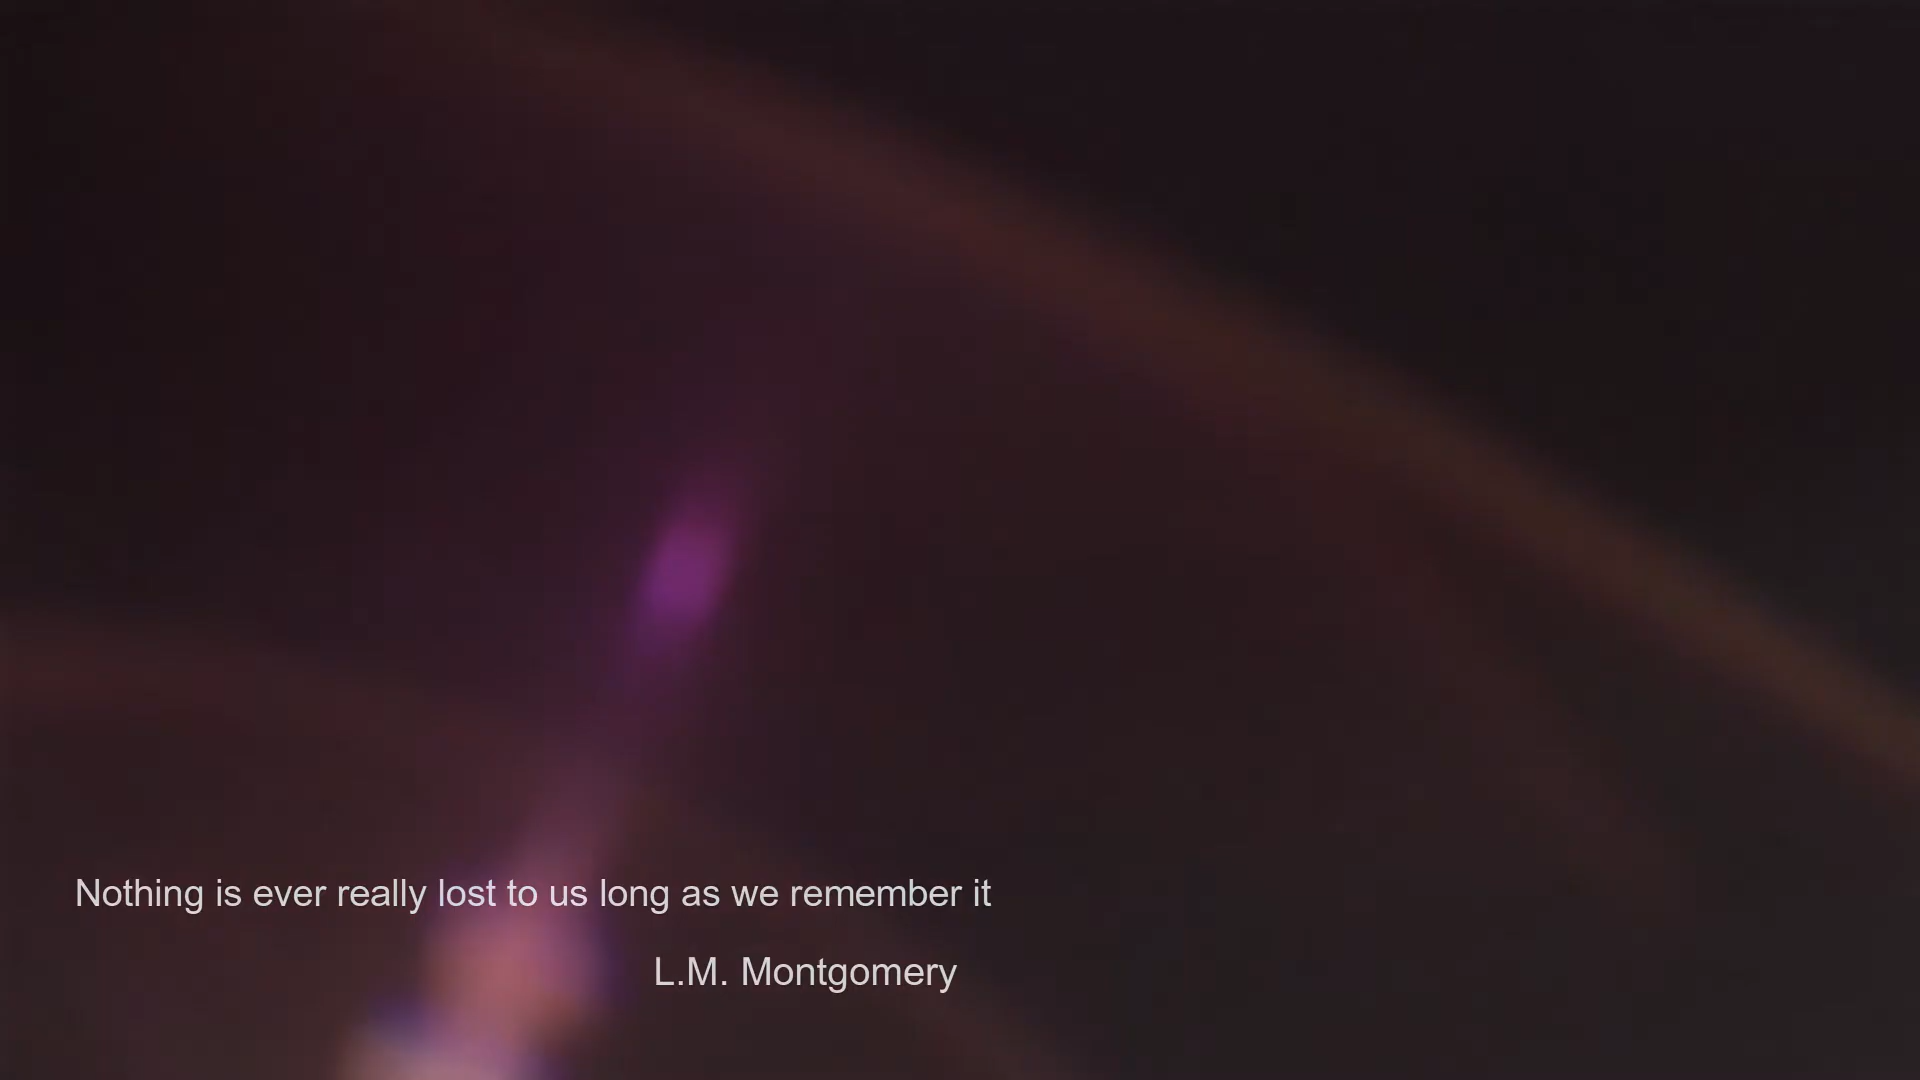 Nothing is ever really lost to us long as we remember it
L.M. Montgomery